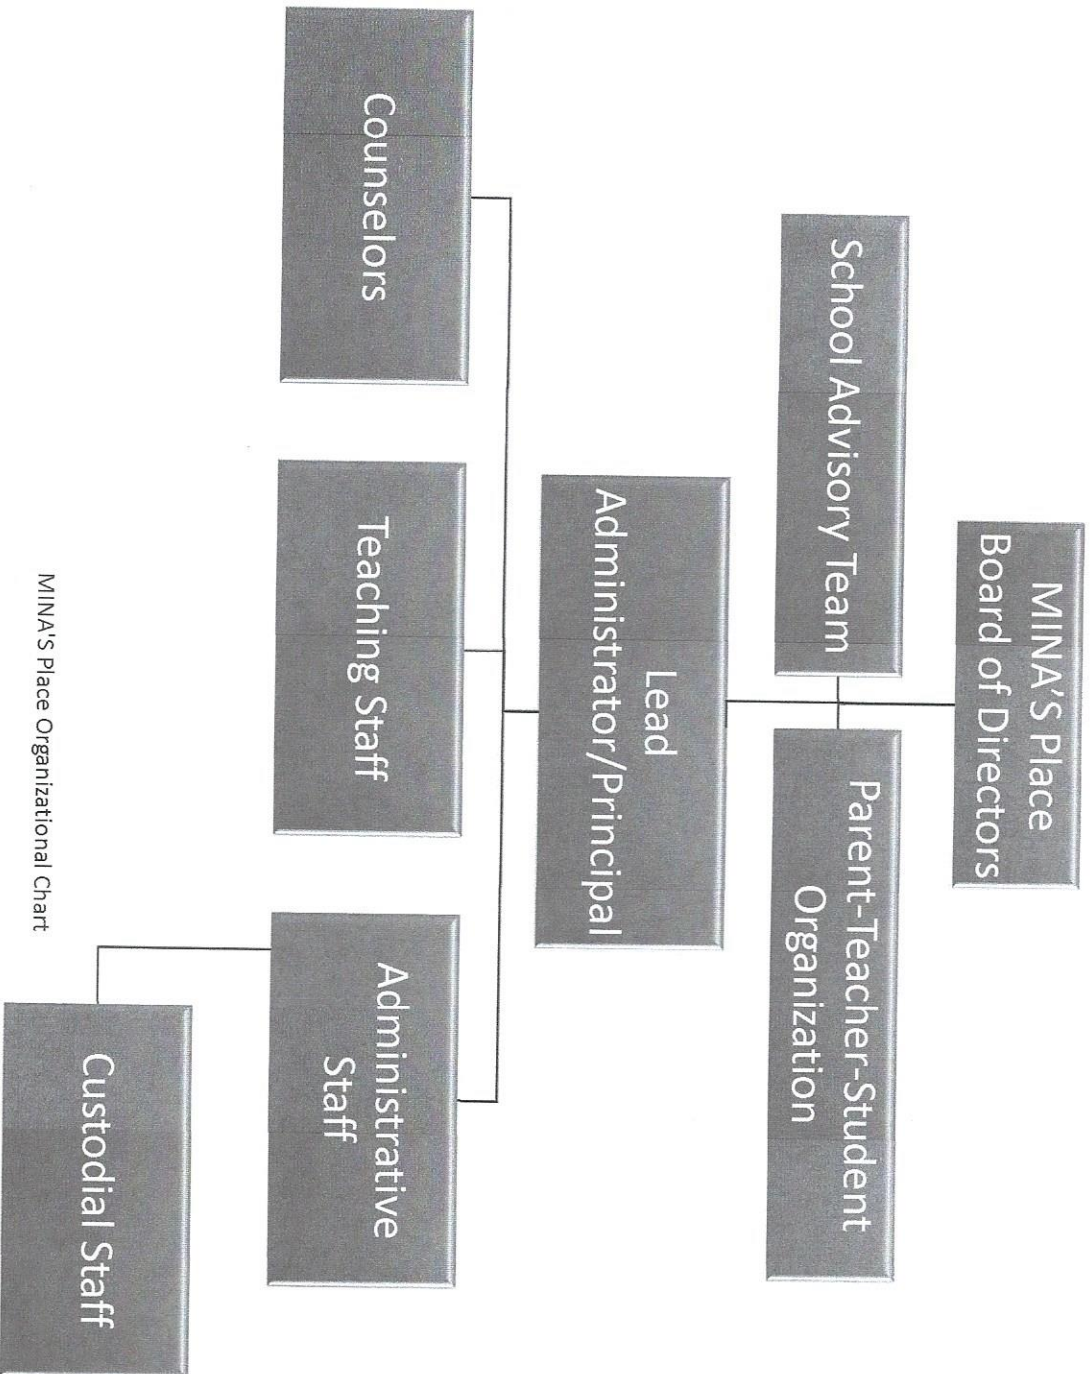 MINA'S Place
Board of Directors
School Advisory Team
Parent-Teacher-Student
Organization
Lead
Administrator/Principal
Counselors
Teaching Staff
Administrative
Staff
Custodial Staff
MINA'S Place Organizational Chart